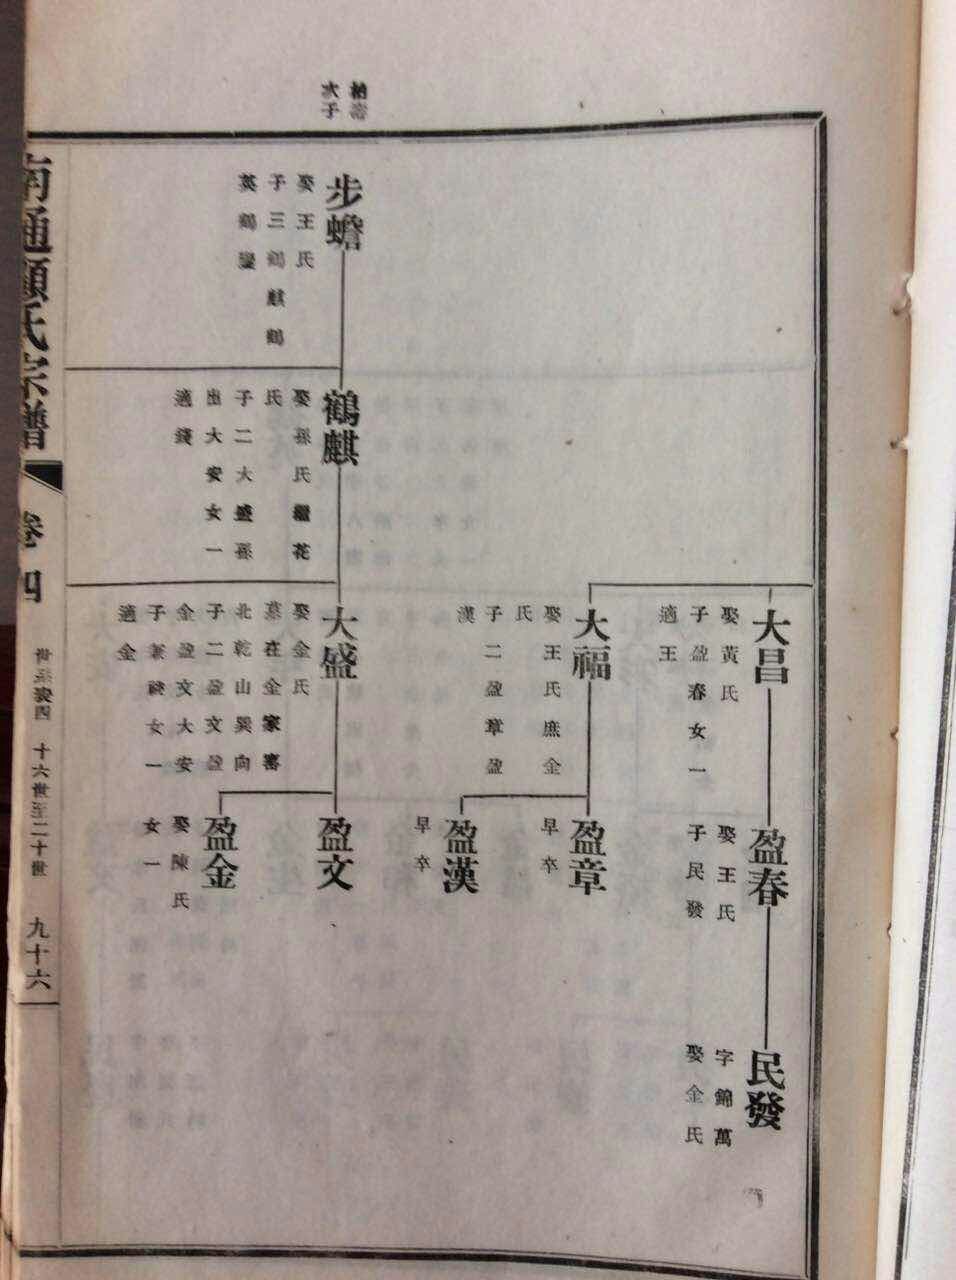 大昌
娶黃氏
子盈春女一
適王
盈春
娶王氏
子民發
民發
字錦萬
娶金氏
大福
娶王氏庶金
氏
子二盈章盈
漢
盈章
早卒
盈漢
早卒
柏
次子
步蟾
娶王氏
子三鶴麒鶴
英鶴鑾
鶴麒
娶孫氏繼花
氏
子二大盛孫
出大安女一
適錢
大盛
娶金氏
墓在金家寗
北乾山巽向
子二盈文盈
金盈文大安
子兼祧女一
適金
盈文
盈金
娶陳氏
女一
南通顧氏宗譜
卷四
世系表四
十六世至二十世
九十六